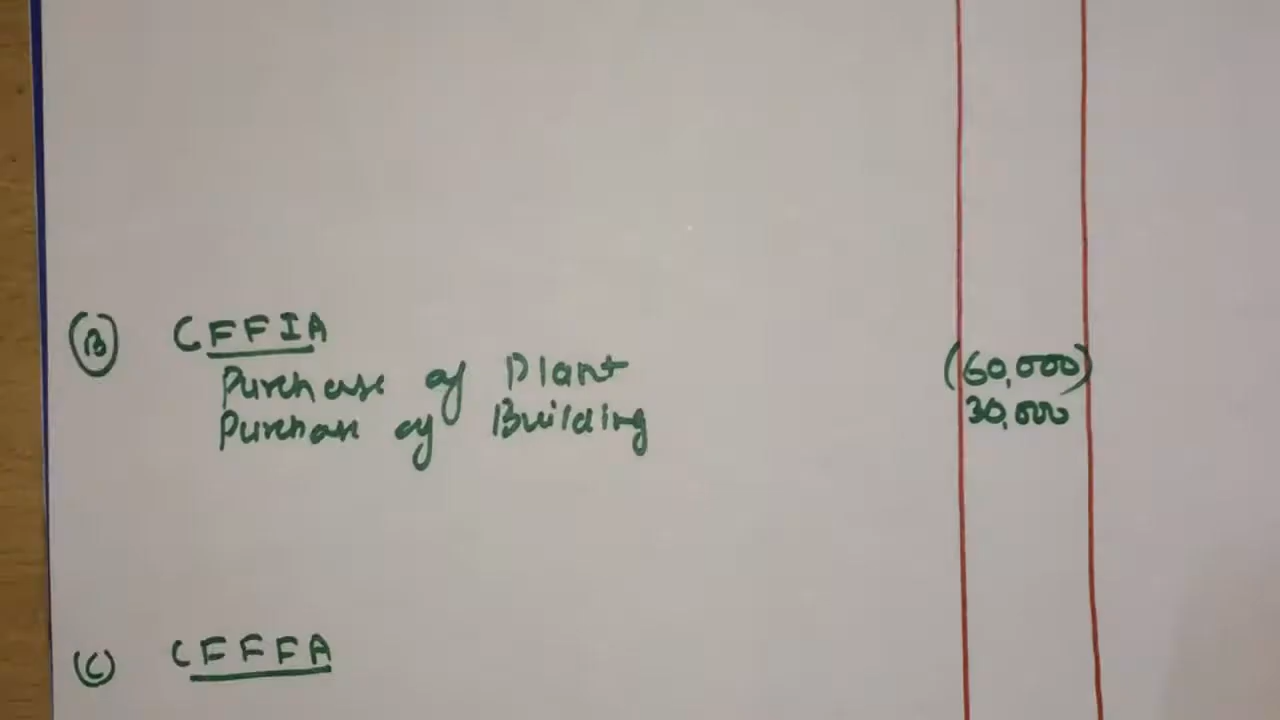 (B) CFFIA
Purchase of Plant (60,000)
Purchase of Building 30,000
(C) CFFFA